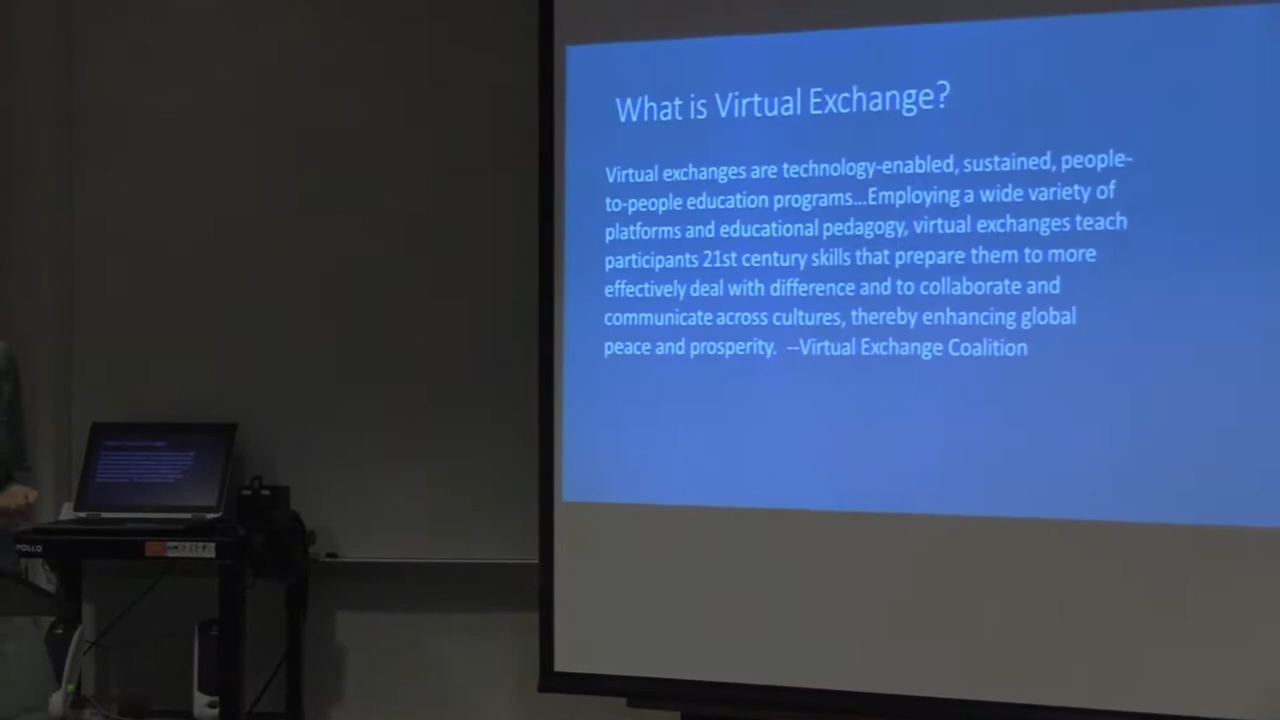 What is Virtual Exchange?
Virtual exchanges are technology-enabled, sustained, people-
to-people education programs...Employing a wide variety of
platforms and educational pedagogy, virtual exchanges teach
participants 21st century skills that prepare them to more
effectively deal with difference and to collaborate and
communicate across cultures, thereby enhancing global
peace and prosperity. --Virtual Exchange Coalition
POLLO